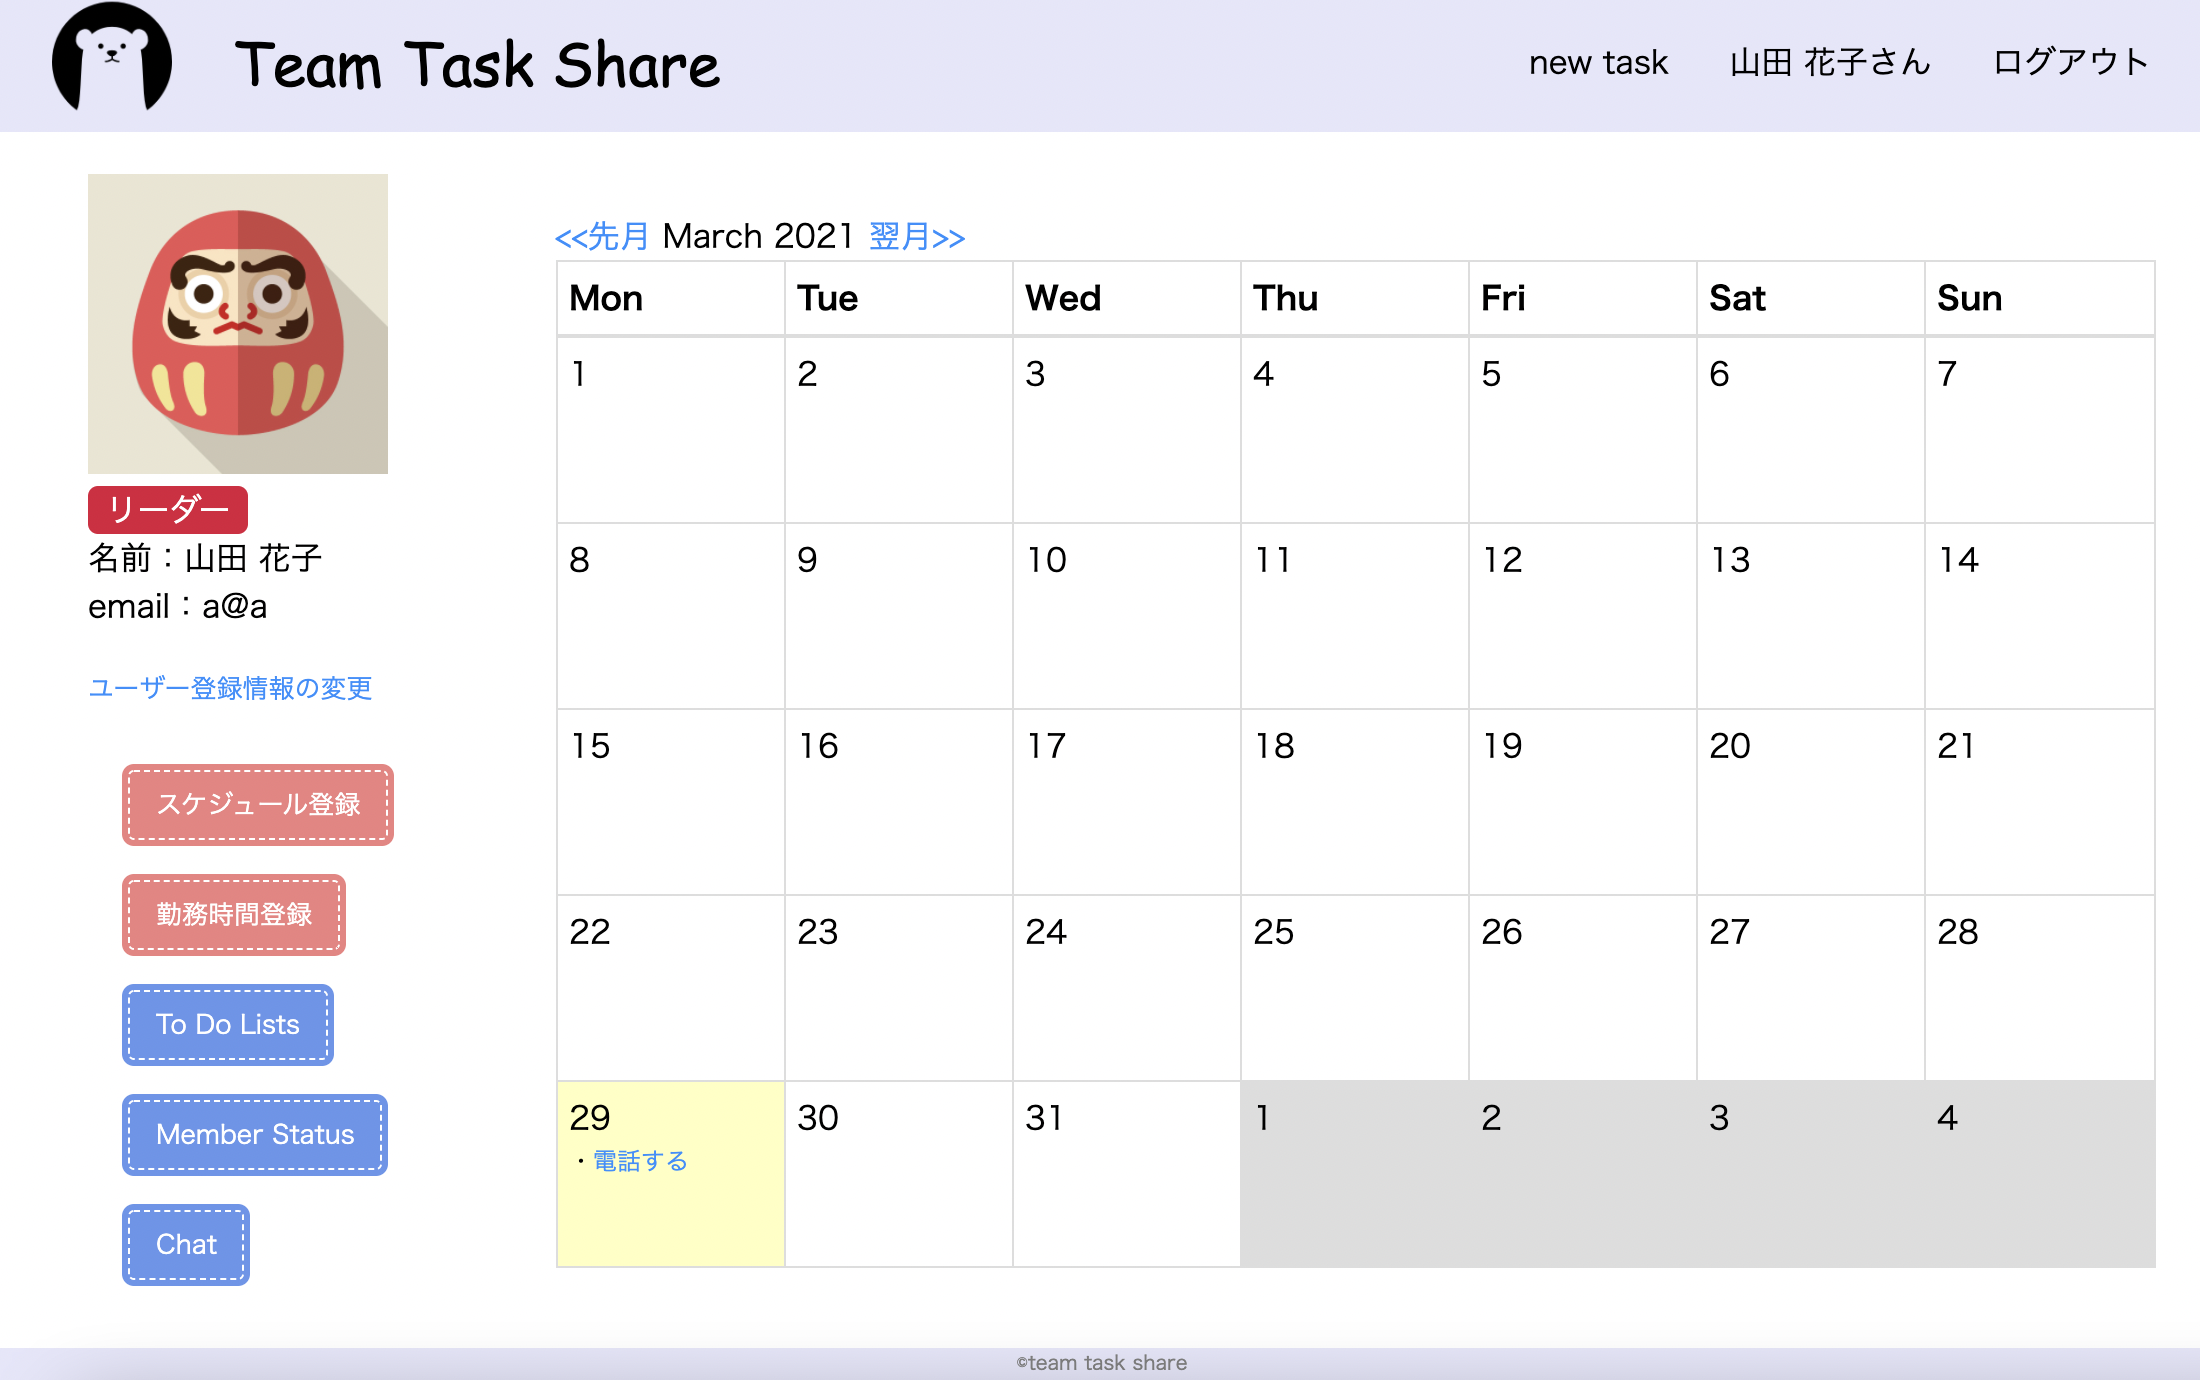 Team Task Share
new task 山田 花子さん ログアウト
リーダー
名前：山田 花子
email：a@a
ユーザー登録情報の変更
スケジュール登録
勤務時間登録
To Do Lists
Member Status
Chat
<<先月 March 2021 翌月>>
Mon Tue Wed Thu Fri Sat Sun
1 2 3 4 5 6 7
8 9 10 11 12 13 14
15 16 17 18 19 20 21
22 23 24 25 26 27 28
29 30 31 1 2 3 4
・電話する
©team task share